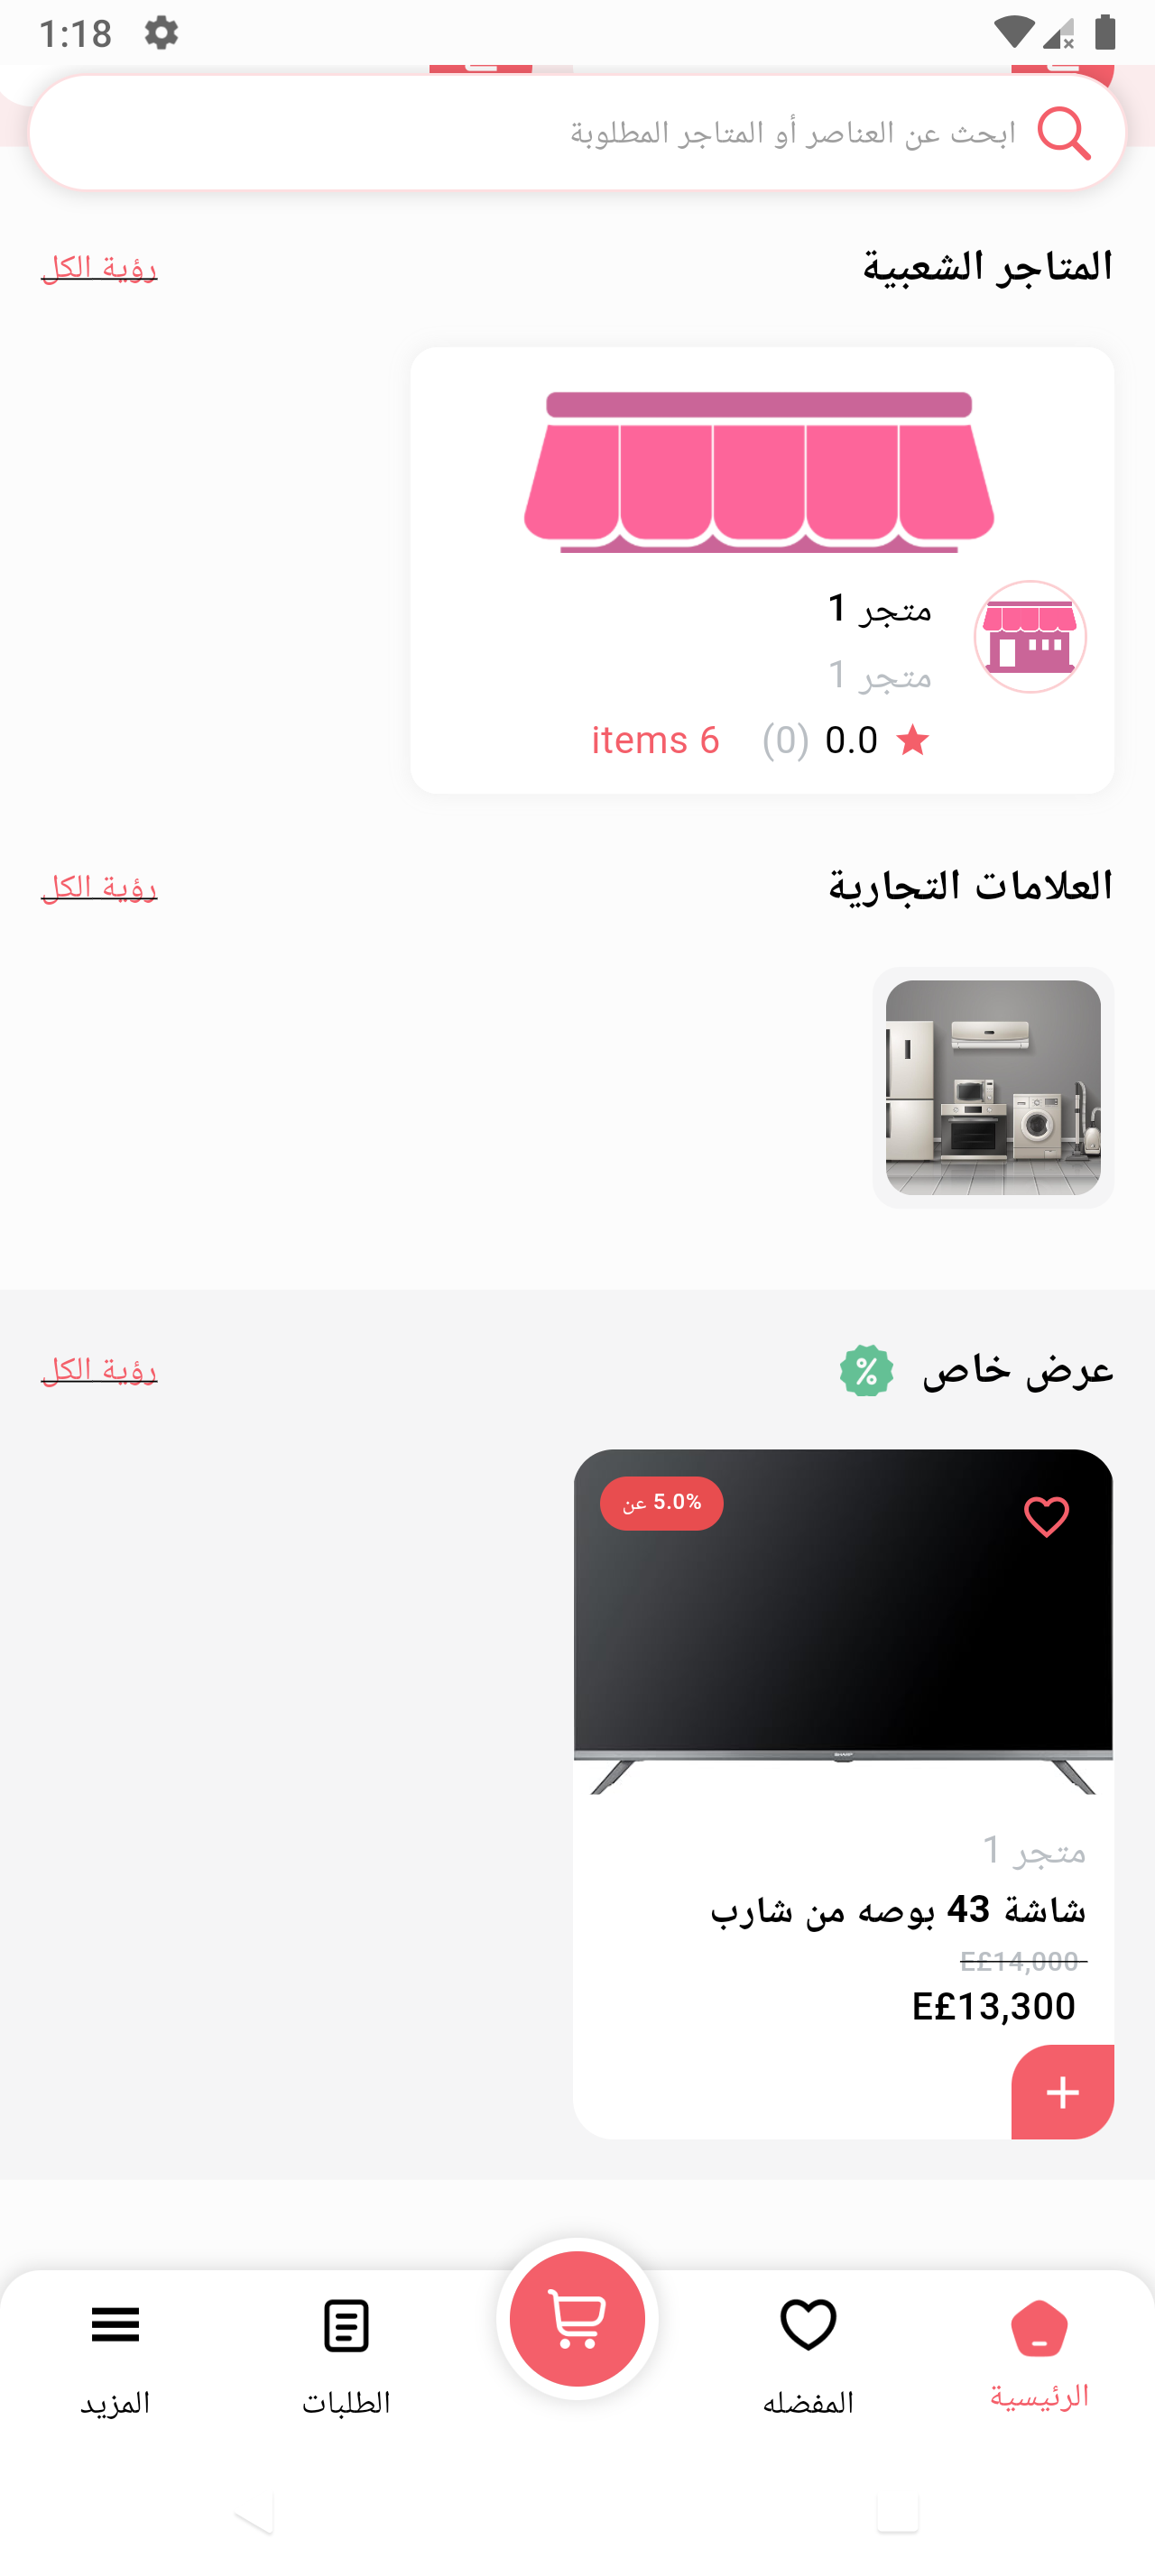 1:18
ابحث عن العناصر أو المتاجر المطلوبة
المتاجر الشعبية
رؤية الكل
متجر 1
متجر 1
0.0 (0) 6 items
العلامات التجارية
رؤية الكل
عرض خاص
رؤية الكل
5.0% عن
SHARP
متجر 1
شاشة 43 بوصه من شارب
E£14,000
E£13,300
الرئيسية
المفضله
الطلبات
المزيد